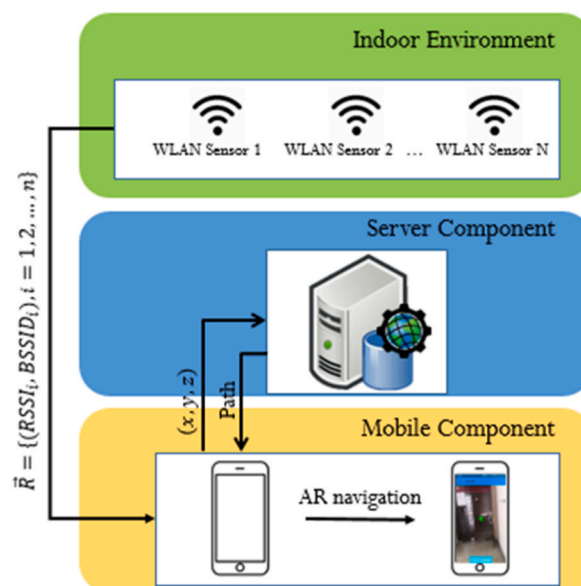 Indoor Environment
WLAN Sensor 1 WLAN Sensor 2 ... WLAN Sensor N
R⃗ = {(RSSIᵢ, BSSIDᵢ), i = 1, 2, ..., n}
Server Component
(x, y, z)
Path
Mobile Component
AR navigation